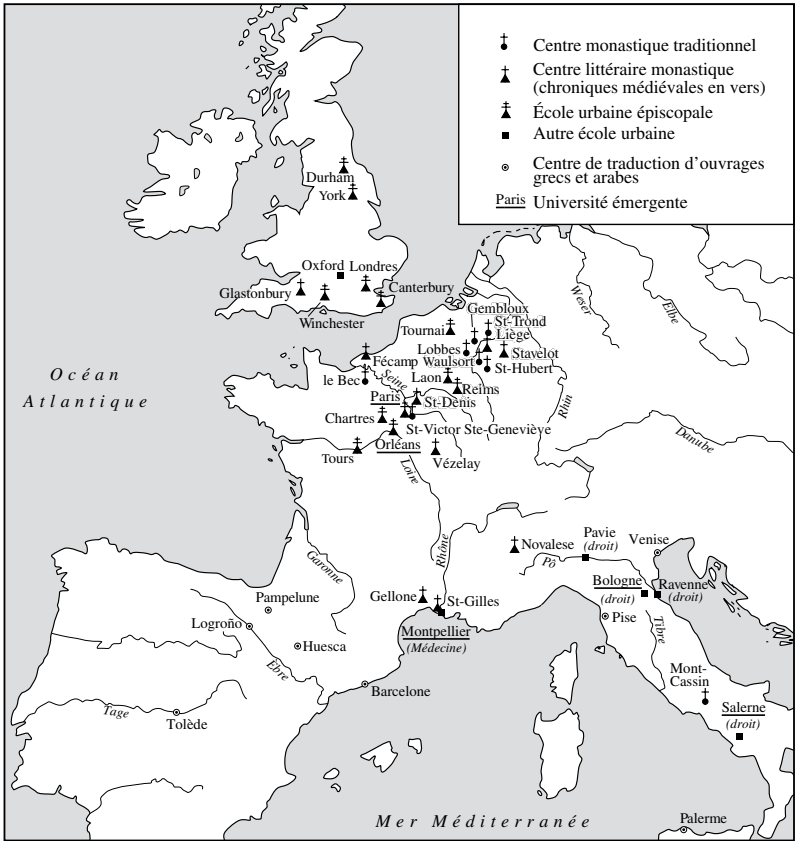 Centre monastique traditionnel
Centre littéraire monastique
(chroniques médiévales en vers)
École urbaine épiscopale
Autre école urbaine
Centre de traduction d'ouvrages
grecs et arabes
Paris Université émergente
Durham
York
Oxford Londres
Glastonbury
Canterbury
Winchester
Weser
Elbe
Gembloux
St-Trond
Tournai
Liège
Lobbes
Stavelot
Fécamp Waulsort
St-Hubert
Océan
Atlantique
le Bec
Seine
Laon
Reims
Rhin
Paris
St-Denis
Chartres
St-Victor Ste-Geneviève
Danube
Orléans
Tours
Vézelay
Loire
Rhône
Novalese
Pavie
(droit)
Venise
Pô
Garonne
Bologne
(droit)
Ravenne
(droit)
Gellone
St-Gilles
Pampelune
Logroño
Pise
Montpellier
(Médecine)
Tibre
Huesca
Ebre
Mont-
Cassin
Barcelone
Salerne
(droit)
Tage
Tolède
Mer Méditerranée
Palerme